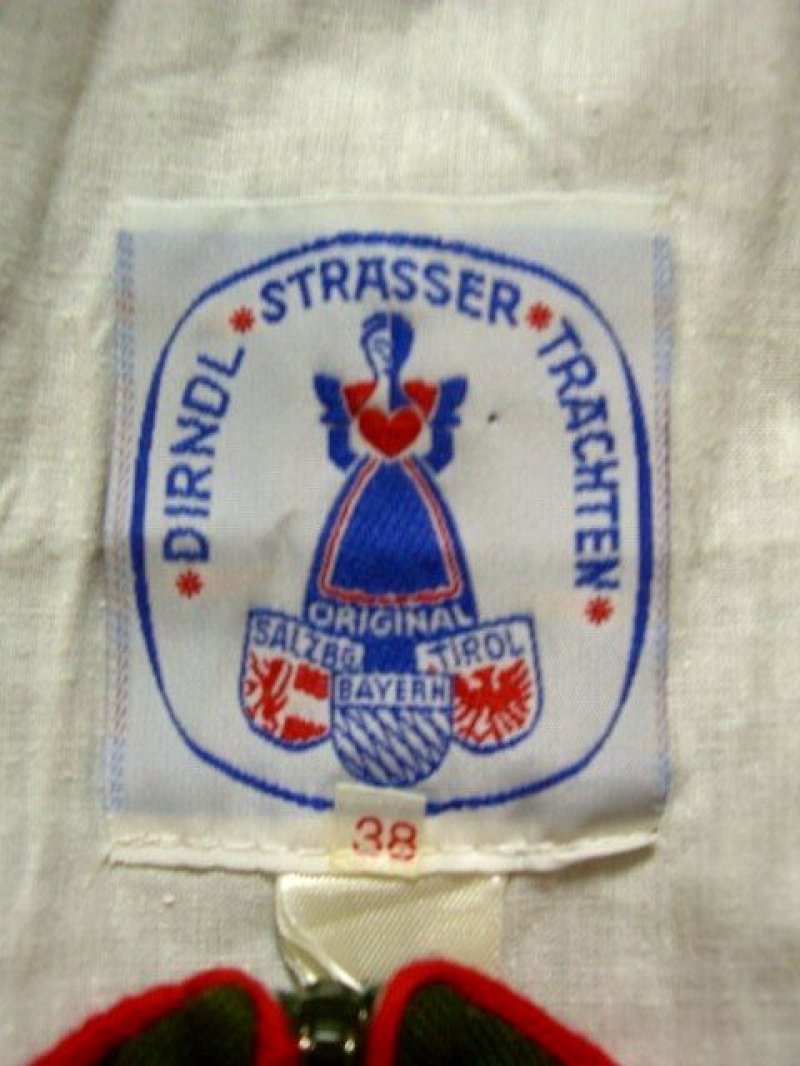 DIRNDL * STRASSER * TRACHTEN
ORIGINAL
SALZBG
TIROL
BAYERN
38